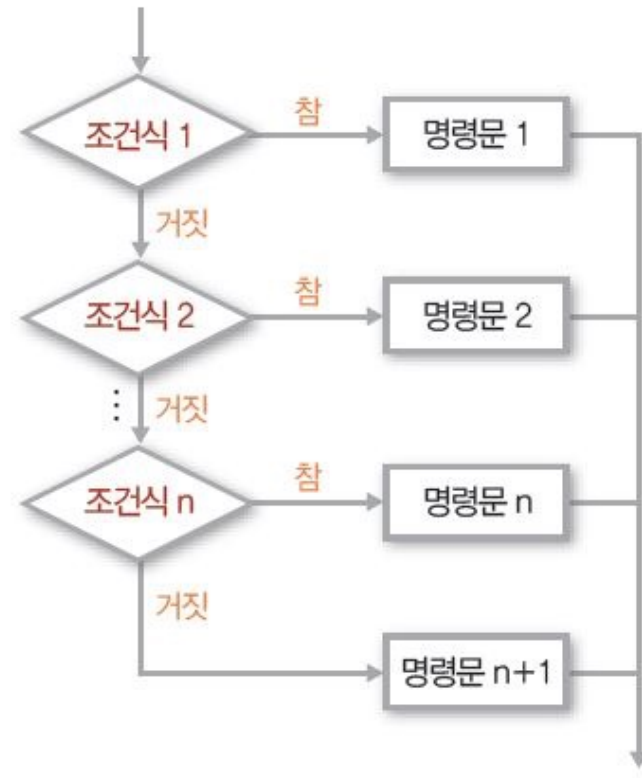 참
조건식 1
명령문 1
거짓
참
조건식 2
명령문 2
⋮
거짓
참
조건식 n
명령문 n
거짓
명령문 n+1